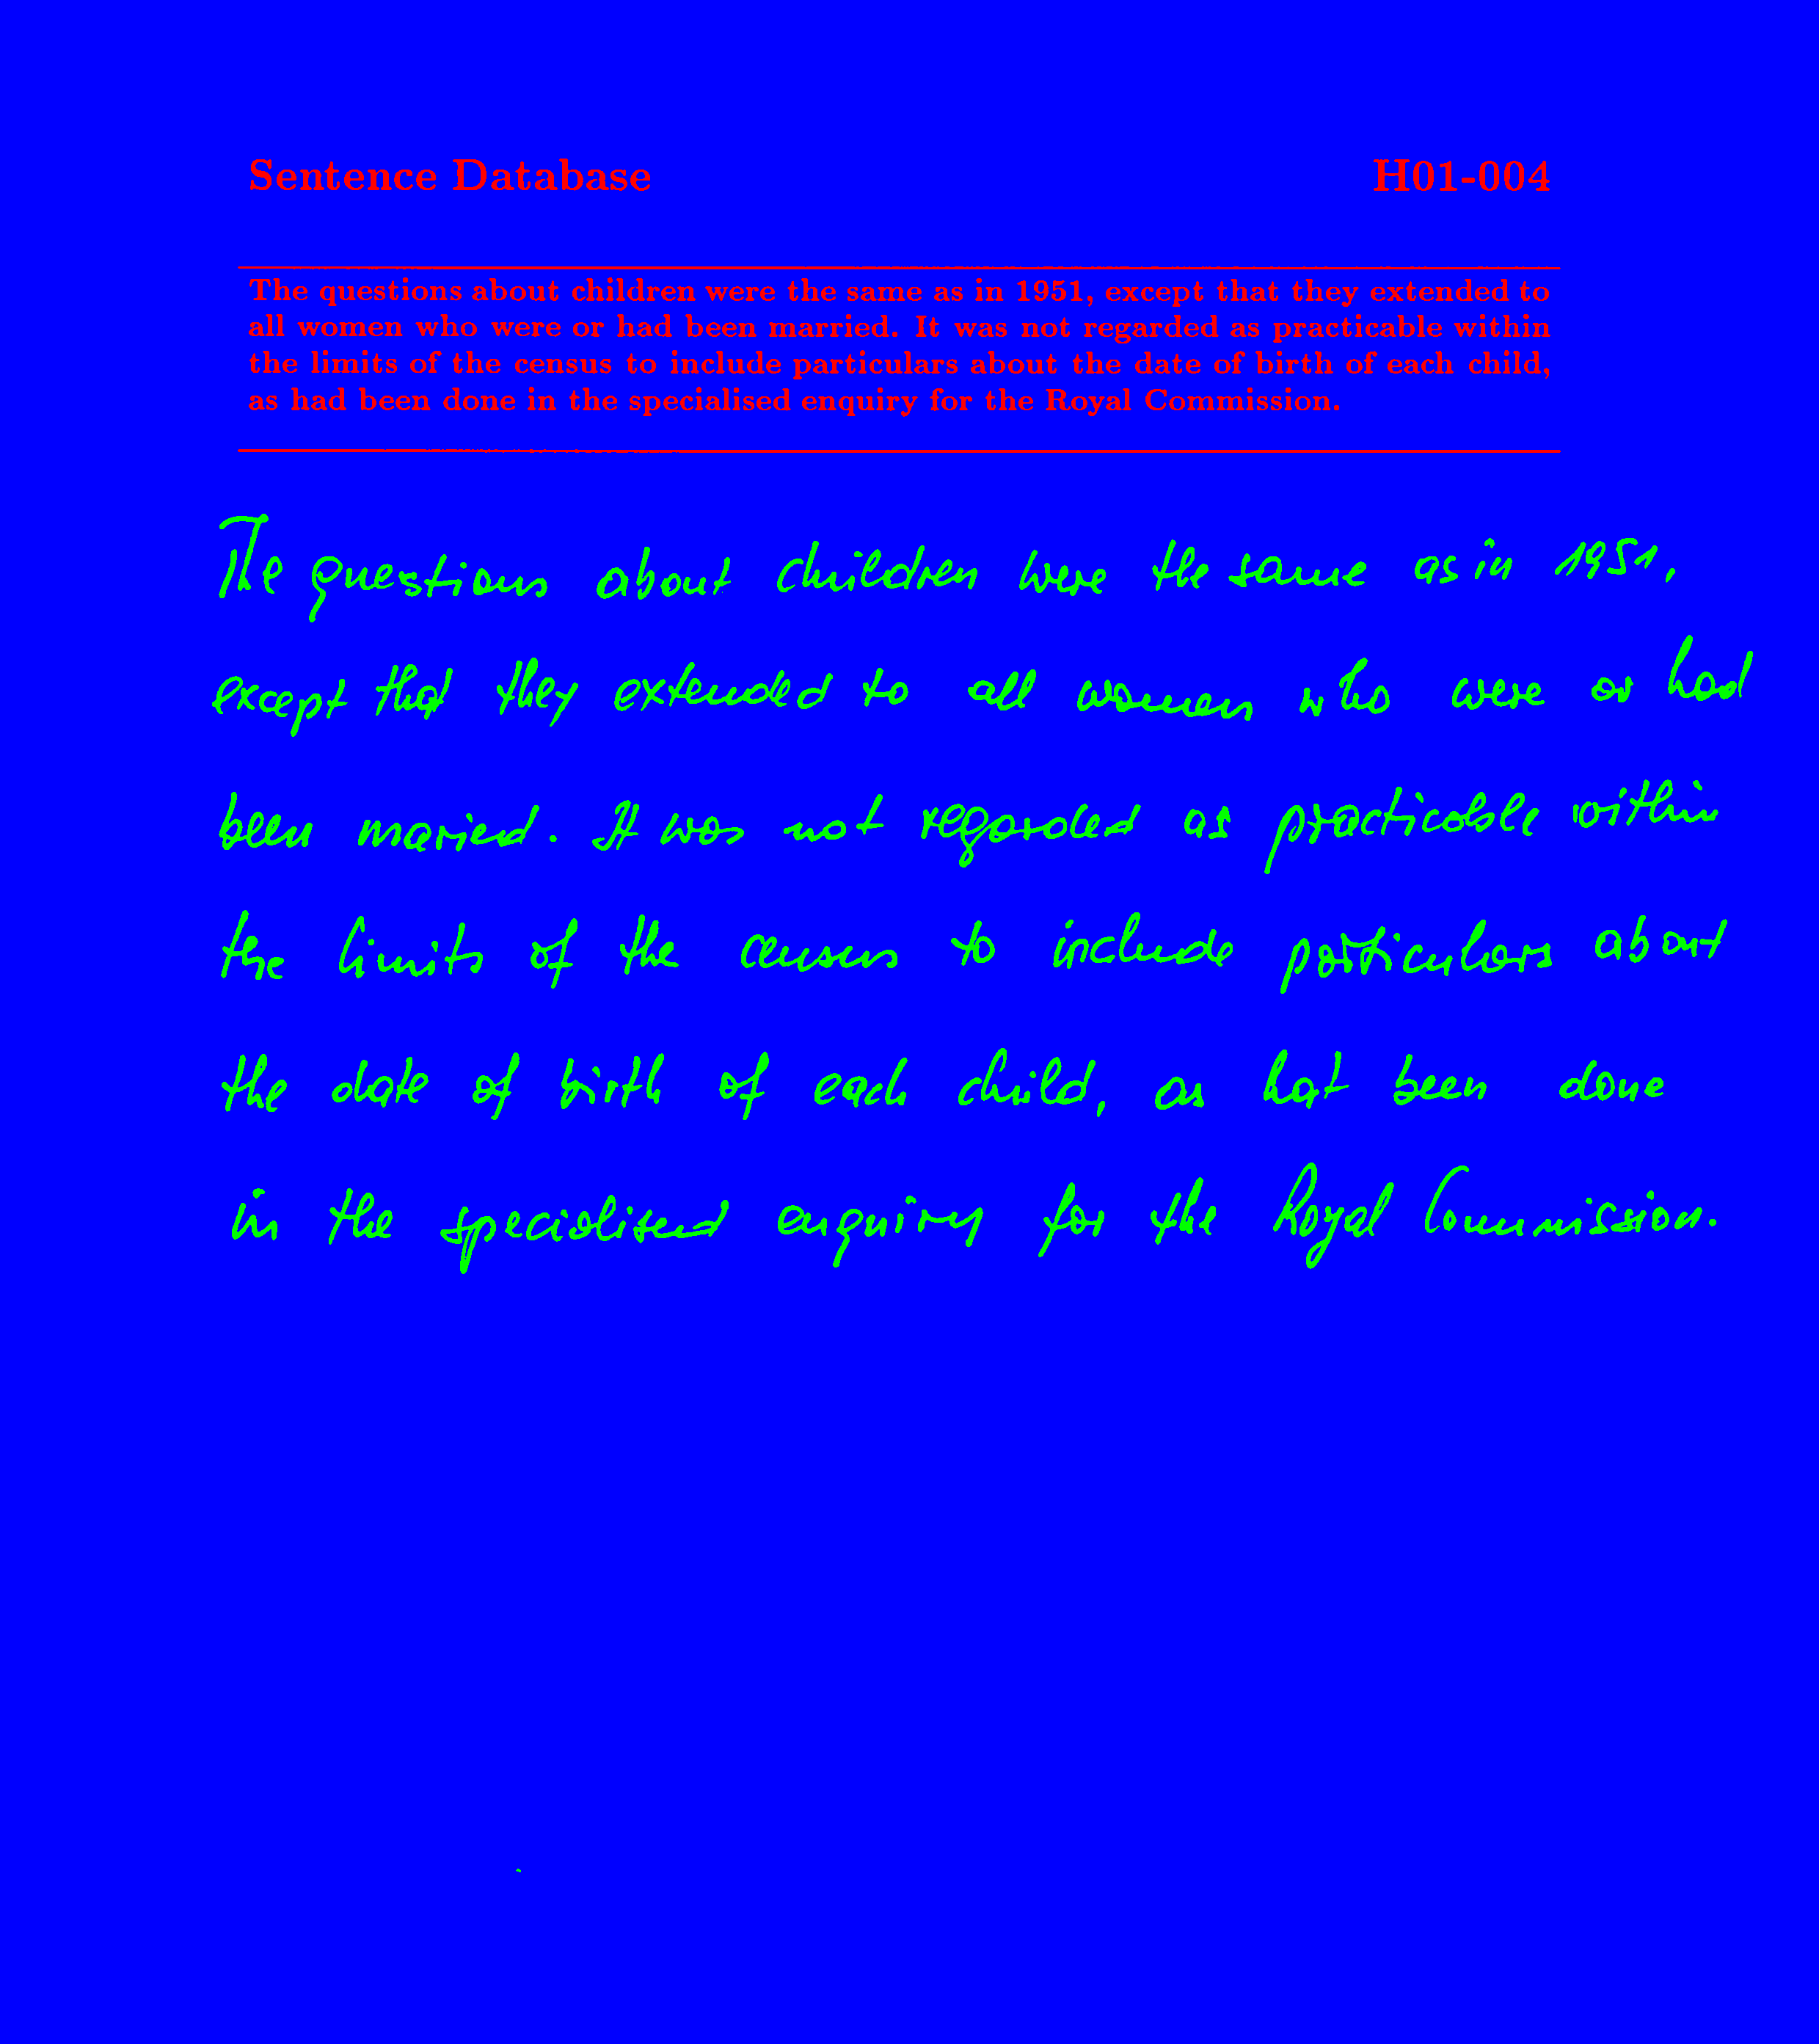 Sentence Database H01-004
The questions about children were the same as in 1951, except that they extended to
all women who were or had been married. It was not regarded as practicable within
the limits of the census to include particulars about the date of birth of each child,
as had been done in the specialised enquiry for the Royal Commission.
The questions about children were the same as in 1951,
except that they extended to all women who were or had
been maried. It was not regarded as practicable within
the limits of the census to include particulars about
the date of birth of each child, as hat been done
in the specialised enquiry for the Royal Commission.